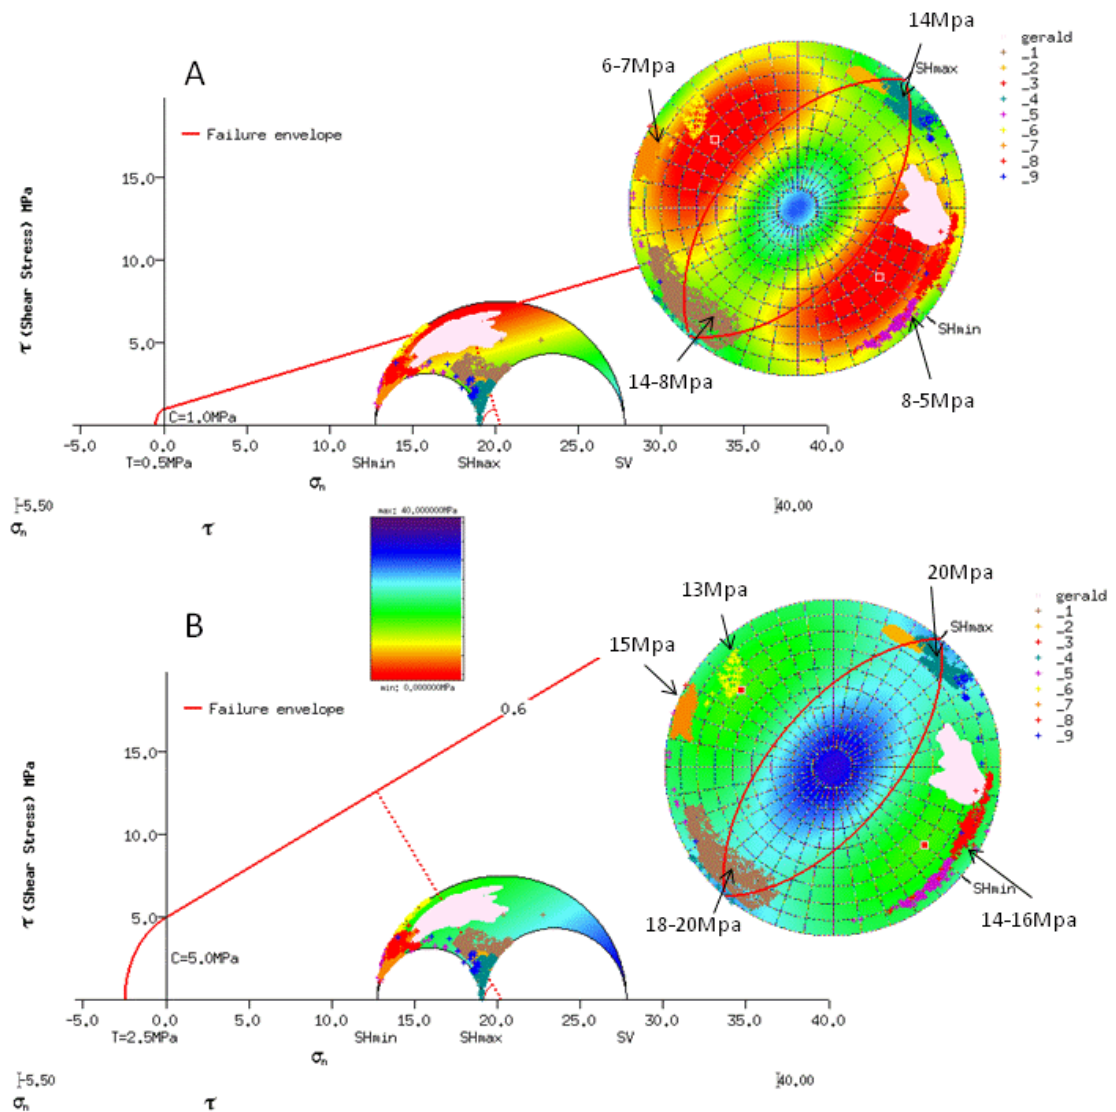 14Mpa
A
6-7Mpa
SHmax
gerald
_1
_2
_3
_4
_5
_6
_7
_8
_9
Failure envelope
τ (Shear Stress) MPa
15.0
10.0
5.0
SHmin
14-8Mpa
8-5Mpa
C=1.0MPa
-5.0 0.0 5.0 10.0 15.0 20.0 25.0 30.0 35.0 40.0
T=0.5MPa SHmin SHmax SV
σn
-5.50 40.00
σn τ
max: 40.000000MPa
min: 0.000000MPa
B
20Mpa
13Mpa
15Mpa
SHmax
gerald
_1
_2
_3
_4
_5
_6
_7
_8
_9
Failure envelope
0.6
τ (Shear Stress) MPa
15.0
10.0
5.0
SHmin
18-20Mpa
14-16Mpa
C=5.0MPa
-5.0 0.0 5.0 10.0 15.0 20.0 25.0 30.0 35.0 40.0
T=2.5MPa SHmin SHmax SV
σn
-5.50 40.00
σn τ